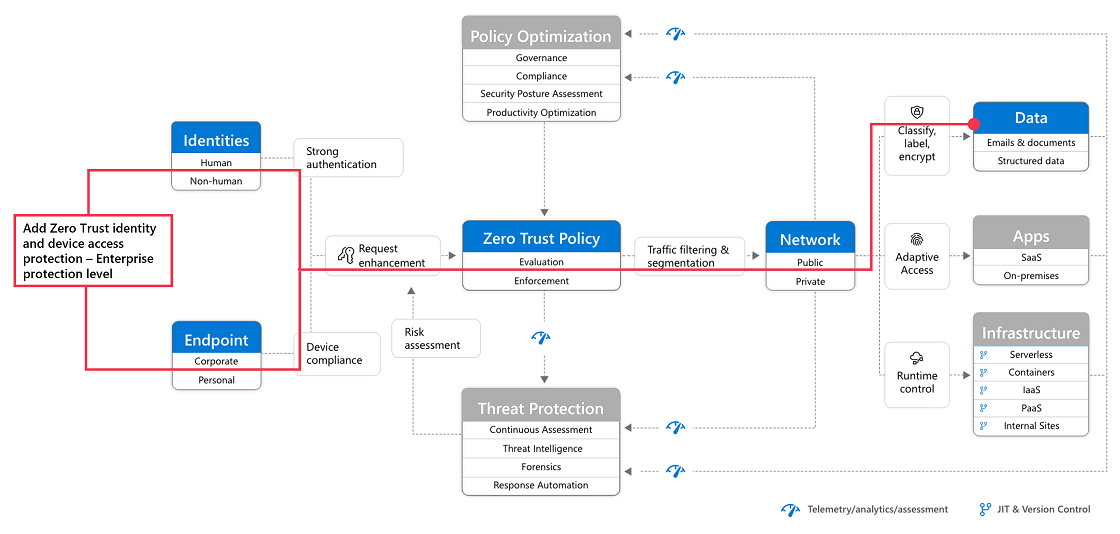 Policy Optimization
Governance
Compliance
Security Posture Assessment
Productivity Optimization
Identities
Human
Non-human
Strong
authentication
Add Zero Trust identity
and device access
protection – Enterprise
protection level
Request
enhancement
Zero Trust Policy
Evaluation
Enforcement
Traffic filtering &
segmentation
Network
Public
Private
Classify,
label,
encrypt
Data
Emails & documents
Structured data
Adaptive
Access
Apps
SaaS
On-premises
Endpoint
Corporate
Personal
Device
compliance
Risk
assessment
Threat Protection
Continuous Assessment
Threat Intelligence
Forensics
Response Automation
Runtime
control
Infrastructure
Serverless
Containers
IaaS
PaaS
Internal Sites
Telemetry/analytics/assessment
JIT & Version Control